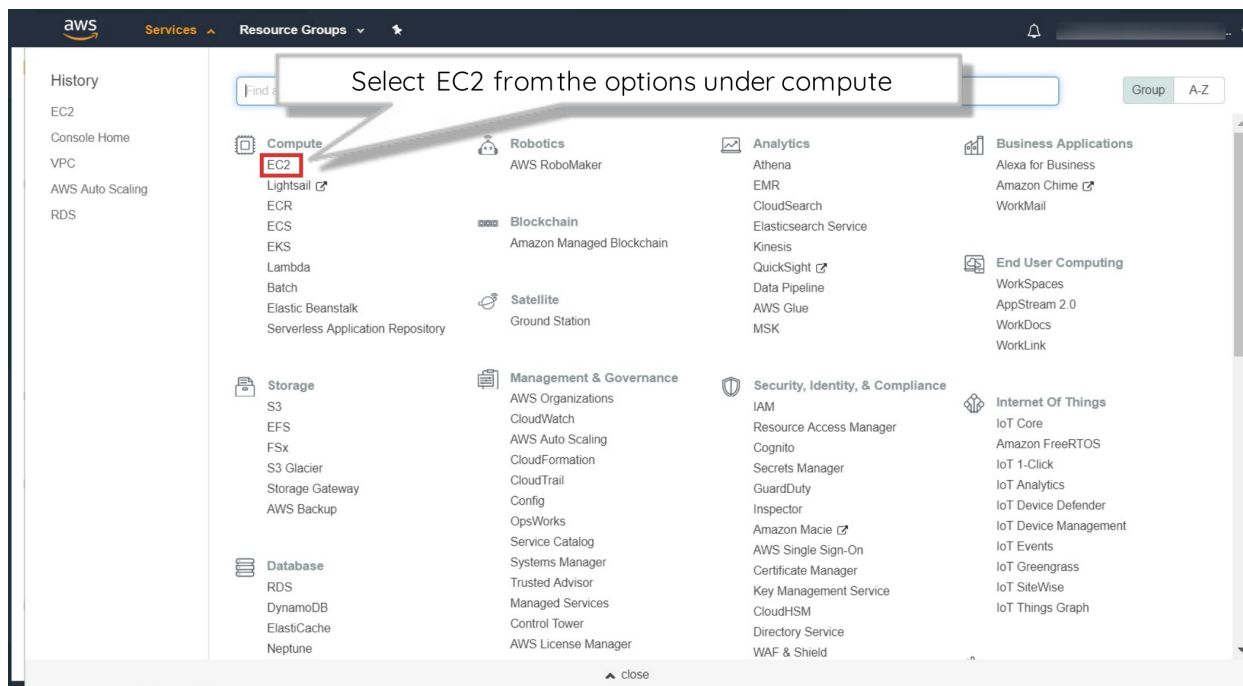 aws
Services
Resource Groups
Select EC2 from the options under compute
Group
A-Z
History
EC2
Console Home
VPC
AWS Auto Scaling
RDS
Compute
EC2
Lightsail
ECR
ECS
EKS
Lambda
Batch
Elastic Beanstalk
Serverless Application Repository
Storage
S3
EFS
FSx
S3 Glacier
Storage Gateway
AWS Backup
Database
RDS
DynamoDB
ElastiCache
Neptune
Robotics
AWS RoboMaker
Blockchain
Amazon Managed Blockchain
Satellite
Ground Station
Management & Governance
AWS Organizations
CloudWatch
AWS Auto Scaling
CloudFormation
CloudTrail
Config
OpsWorks
Service Catalog
Systems Manager
Trusted Advisor
Managed Services
Control Tower
AWS License Manager
Analytics
Athena
EMR
CloudSearch
Elasticsearch Service
Kinesis
QuickSight
Data Pipeline
AWS Glue
MSK
Security, Identity, & Compliance
IAM
Resource Access Manager
Cognito
Secrets Manager
GuardDuty
Inspector
Amazon Macie
AWS Single Sign-On
Certificate Manager
Key Management Service
CloudHSM
Directory Service
WAF & Shield
Business Applications
Alexa for Business
Amazon Chime
WorkMail
End User Computing
WorkSpaces
AppStream 2.0
WorkDocs
WorkLink
Internet Of Things
IoT Core
Amazon FreeRTOS
IoT 1-Click
IoT Analytics
IoT Device Defender
IoT Device Management
IoT Events
IoT Greengrass
IoT SiteWise
IoT Things Graph
close